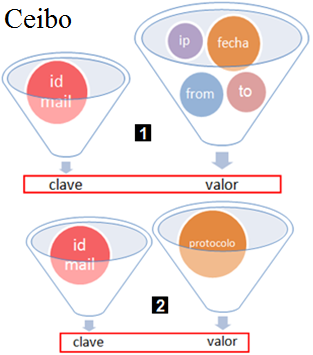 Ceibo
id
mail
ip
fecha
from
to
1
clave
valor
id
mail
protocolo
2
clave
valor